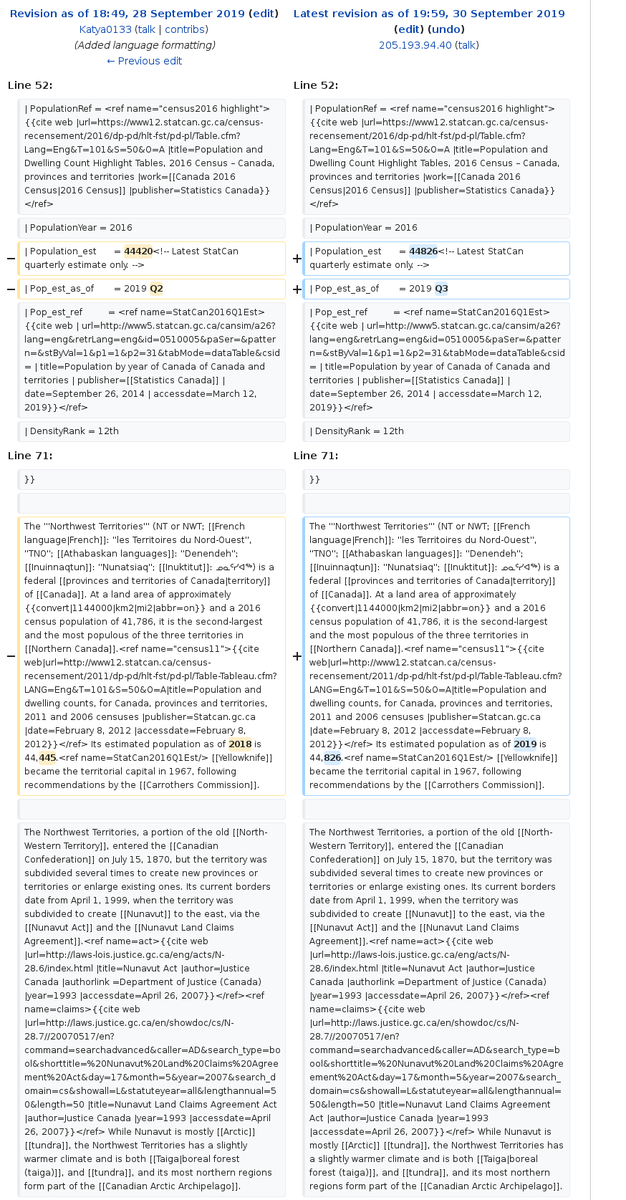 Revision as of 18:49, 28 September 2019 (edit)
Katya0133 (talk | contribs)
(Added language formatting)
← Previous edit
Latest revision as of 19:59, 30 September 2019
(edit) (undo)
205.193.94.40 (talk)
Line 52:
Line 52:
| PopulationRef = <ref name="census2016 highlight">
{{cite web |url=https://www12.statcan.gc.ca/census-
recensement/2016/dp-pd/hlt-fst/pd-pl/Table.cfm?
Lang=Eng&T=101&S=50&O=A |title=Population and
Dwelling Count Highlight Tables, 2016 Census – Canada,
provinces and territories |work=[[Canada 2016
Census|2016 Census]] |publisher=Statistics Canada}}
</ref>
| PopulationRef = <ref name="census2016 highlight">
{{cite web |url=https://www12.statcan.gc.ca/census-
recensement/2016/dp-pd/hlt-fst/pd-pl/Table.cfm?
Lang=Eng&T=101&S=50&O=A |title=Population and
Dwelling Count Highlight Tables, 2016 Census – Canada,
provinces and territories |work=[[Canada 2016
Census|2016 Census]] |publisher=Statistics Canada}}
</ref>
| PopulationYear = 2016
| PopulationYear = 2016
− | Population_est = 44420<!-- Latest StatCan
quarterly estimate only. -->
+ | Population_est = 44826<!-- Latest StatCan
quarterly estimate only. -->
− | Pop_est_as_of = 2019 Q2
+ | Pop_est_as_of = 2019 Q3
| Pop_est_ref = <ref name=StatCan2016Q1Est>
{{cite web | url=http://www5.statcan.gc.ca/cansim/a26?
lang=eng&retrLang=eng&id=0510005&paSer=&patter
n=&stByVal=1&p1=1&p2=31&tabMode=dataTable&csid
= | title=Population by year of Canada of Canada and
territories | publisher=[[Statistics Canada]] |
date=September 26, 2014 | accessdate=March 12,
2019}}</ref>
| Pop_est_ref = <ref name=StatCan2016Q1Est>
{{cite web | url=http://www5.statcan.gc.ca/cansim/a26?
lang=eng&retrLang=eng&id=0510005&paSer=&patter
n=&stByVal=1&p1=1&p2=31&tabMode=dataTable&csid
= | title=Population by year of Canada of Canada and
territories | publisher=[[Statistics Canada]] |
date=September 26, 2014 | accessdate=March 12,
2019}}</ref>
| DensityRank = 12th
| DensityRank = 12th
Line 71:
Line 71:
}}
}}
The '''Northwest Territories''' (NT or NWT; [[French
language|French]]: ''les Territoires du Nord-Ouest'',
''TNO''; [[Athabaskan languages]]: ''Denendeh'';
[[Inuinnaqtun]]: ''Nunatsiaq''; [[Inuktitut]]: ᓄᓇᑦᓯᐊᖅ) is a
federal [[provinces and territories of Canada|territory]]
of [[Canada]]. At a land area of approximately
{{convert|1144000|km2|mi2|abbr=on}} and a 2016
census population of 41,786, it is the second-largest
and the most populous of the three territories in
− [[Northern Canada]].<ref name="census11">{{cite
web|url=http://www12.statcan.ca/census-
recensement/2011/dp-pd/hlt-fst/pd-pl/Table-Tableau.cfm?
LANG=Eng&T=101&S=50&O=A|title=Population and
dwelling counts, for Canada, provinces and territories,
2011 and 2006 censuses |publisher=Statcan.gc.ca
|date=February 8, 2012 |accessdate=February 8,
2012}}</ref> Its estimated population as of 2018 is
44,445.<ref name=StatCan2016Q1Est/> [[Yellowknife]]
became the territorial capital in 1967, following
recommendations by the [[Carrothers Commission]].
The '''Northwest Territories''' (NT or NWT; [[French
language|French]]: ''les Territoires du Nord-Ouest'',
''TNO''; [[Athabaskan languages]]: ''Denendeh'';
[[Inuinnaqtun]]: ''Nunatsiaq''; [[Inuktitut]]: ᓄᓇᑦᓯᐊᖅ) is a
federal [[provinces and territories of Canada|territory]]
of [[Canada]]. At a land area of approximately
{{convert|1144000|km2|mi2|abbr=on}} and a 2016
census population of 41,786, it is the second-largest
and the most populous of the three territories in
+ [[Northern Canada]].<ref name="census11">{{cite
web|url=http://www12.statcan.ca/census-
recensement/2011/dp-pd/hlt-fst/pd-pl/Table-Tableau.cfm?
LANG=Eng&T=101&S=50&O=A|title=Population and
dwelling counts, for Canada, provinces and territories,
2011 and 2006 censuses |publisher=Statcan.gc.ca
|date=February 8, 2012 |accessdate=February 8,
2012}}</ref> Its estimated population as of 2019 is
44,826.<ref name=StatCan2016Q1Est/> [[Yellowknife]]
became the territorial capital in 1967, following
recommendations by the [[Carrothers Commission]].
The Northwest Territories, a portion of the old [[North-
Western Territory]], entered the [[Canadian
Confederation]] on July 15, 1870, but the territory was
subdivided several times to create new provinces or
territories or enlarge existing ones. Its current borders
date from April 1, 1999, when the territory was
subdivided to create [[Nunavut]] to the east, via the
[[Nunavut Act]] and the [[Nunavut Land Claims
Agreement]].<ref name=act>{{cite web
|url=http://laws-lois.justice.gc.ca/eng/acts/N-
28.6/index.html |title=Nunavut Act |author=Justice
Canada |authorlink =Department of Justice (Canada)
|year=1993 |accessdate=April 26, 2007}}</ref><ref
name=claims>{{cite web
|url=http://laws.justice.gc.ca/en/showdoc/cs/N-
28.7//20070517/en?
command=searchadvanced&caller=AD&search_type=bo
ol&shorttitle=%20Nunavut%20Land%20Claims%20Agre
ement%20Act&day=17&month=5&year=2007&search_d
omain=cs&showall=L&statuteyear=all&lengthannual=5
0&length=50 |title=Nunavut Land Claims Agreement Act
|author=Justice Canada |year=1993 |accessdate=April
26, 2007}}</ref> While Nunavut is mostly [[Arctic]]
[[tundra]], the Northwest Territories has a slightly
warmer climate and is both [[Taiga|boreal forest
(taiga)]], and [[tundra]], and its most northern regions
form part of the [[Canadian Arctic Archipelago]].
The Northwest Territories, a portion of the old [[North-
Western Territory]], entered the [[Canadian
Confederation]] on July 15, 1870, but the territory was
subdivided several times to create new provinces or
territories or enlarge existing ones. Its current borders
date from April 1, 1999, when the territory was
subdivided to create [[Nunavut]] to the east, via the
[[Nunavut Act]] and the [[Nunavut Land Claims
Agreement]].<ref name=act>{{cite web
|url=http://laws-lois.justice.gc.ca/eng/acts/N-
28.6/index.html |title=Nunavut Act |author=Justice
Canada |authorlink =Department of Justice (Canada)
|year=1993 |accessdate=April 26, 2007}}</ref><ref
name=claims>{{cite web
|url=http://laws.justice.gc.ca/en/showdoc/cs/N-
28.7//20070517/en?
command=searchadvanced&caller=AD&search_type=b
ool&shorttitle=%20Nunavut%20Land%20Claims%20Agre
ement%20Act&day=17&month=5&year=2007&search_
domain=cs&showall=L&statuteyear=all&lengthannual=
50&length=50 |title=Nunavut Land Claims Agreement
Act |author=Justice Canada |year=1993
|accessdate=April 26, 2007}}</ref> While Nunavut is
mostly [[Arctic]] [[tundra]], the Northwest Territories has
a slightly warmer climate and is both [[Taiga|boreal
forest (taiga)]], and [[tundra]], and its most northern
regions form part of the [[Canadian Arctic Archipelago]].